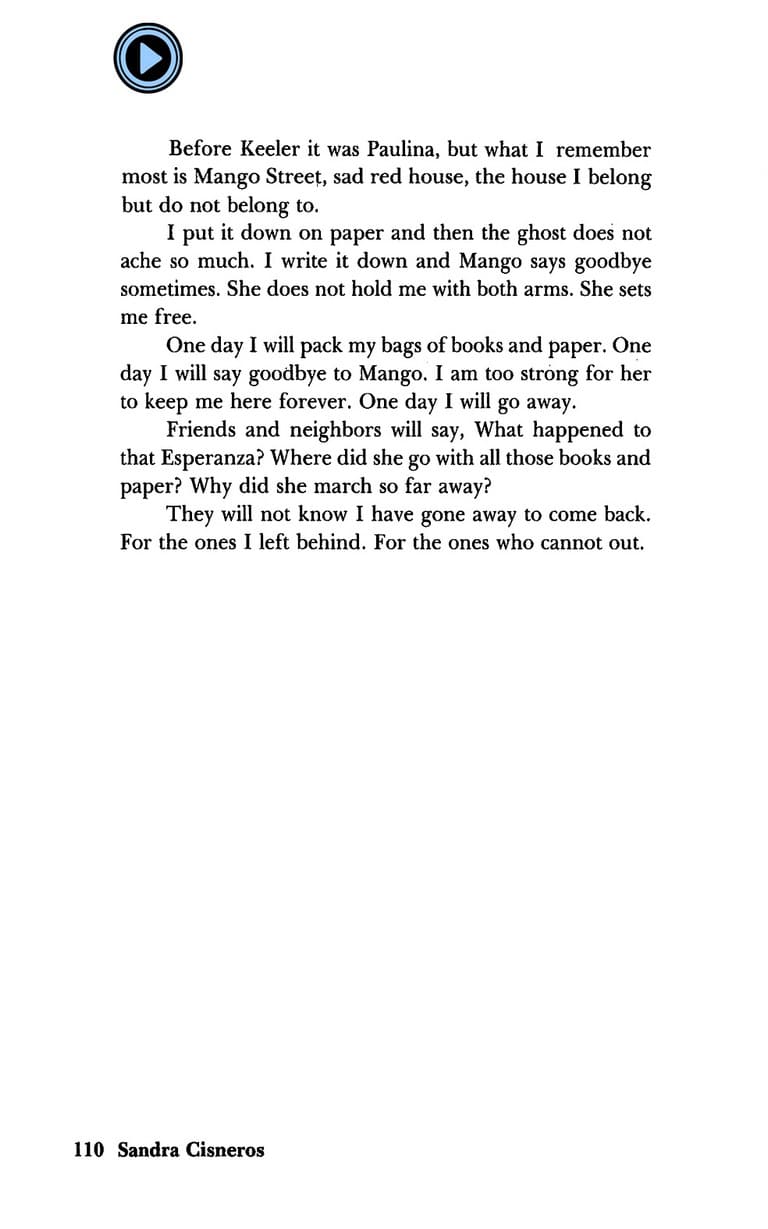 Before Keeler it was Paulina, but what I remember
most is Mango Street, sad red house, the house I belong
but do not belong to.
I put it down on paper and then the ghost does not
ache so much. I write it down and Mango says goodbye
sometimes. She does not hold me with both arms. She sets
me free.
One day I will pack my bags of books and paper. One
day I will say goodbye to Mango. I am too strong for her
to keep me here forever. One day I will go away.
Friends and neighbors will say, What happened to
that Esperanza? Where did she go with all those books and
paper? Why did she march so far away?
They will not know I have gone away to come back.
For the ones I left behind. For the ones who cannot out.
110 Sandra Cisneros